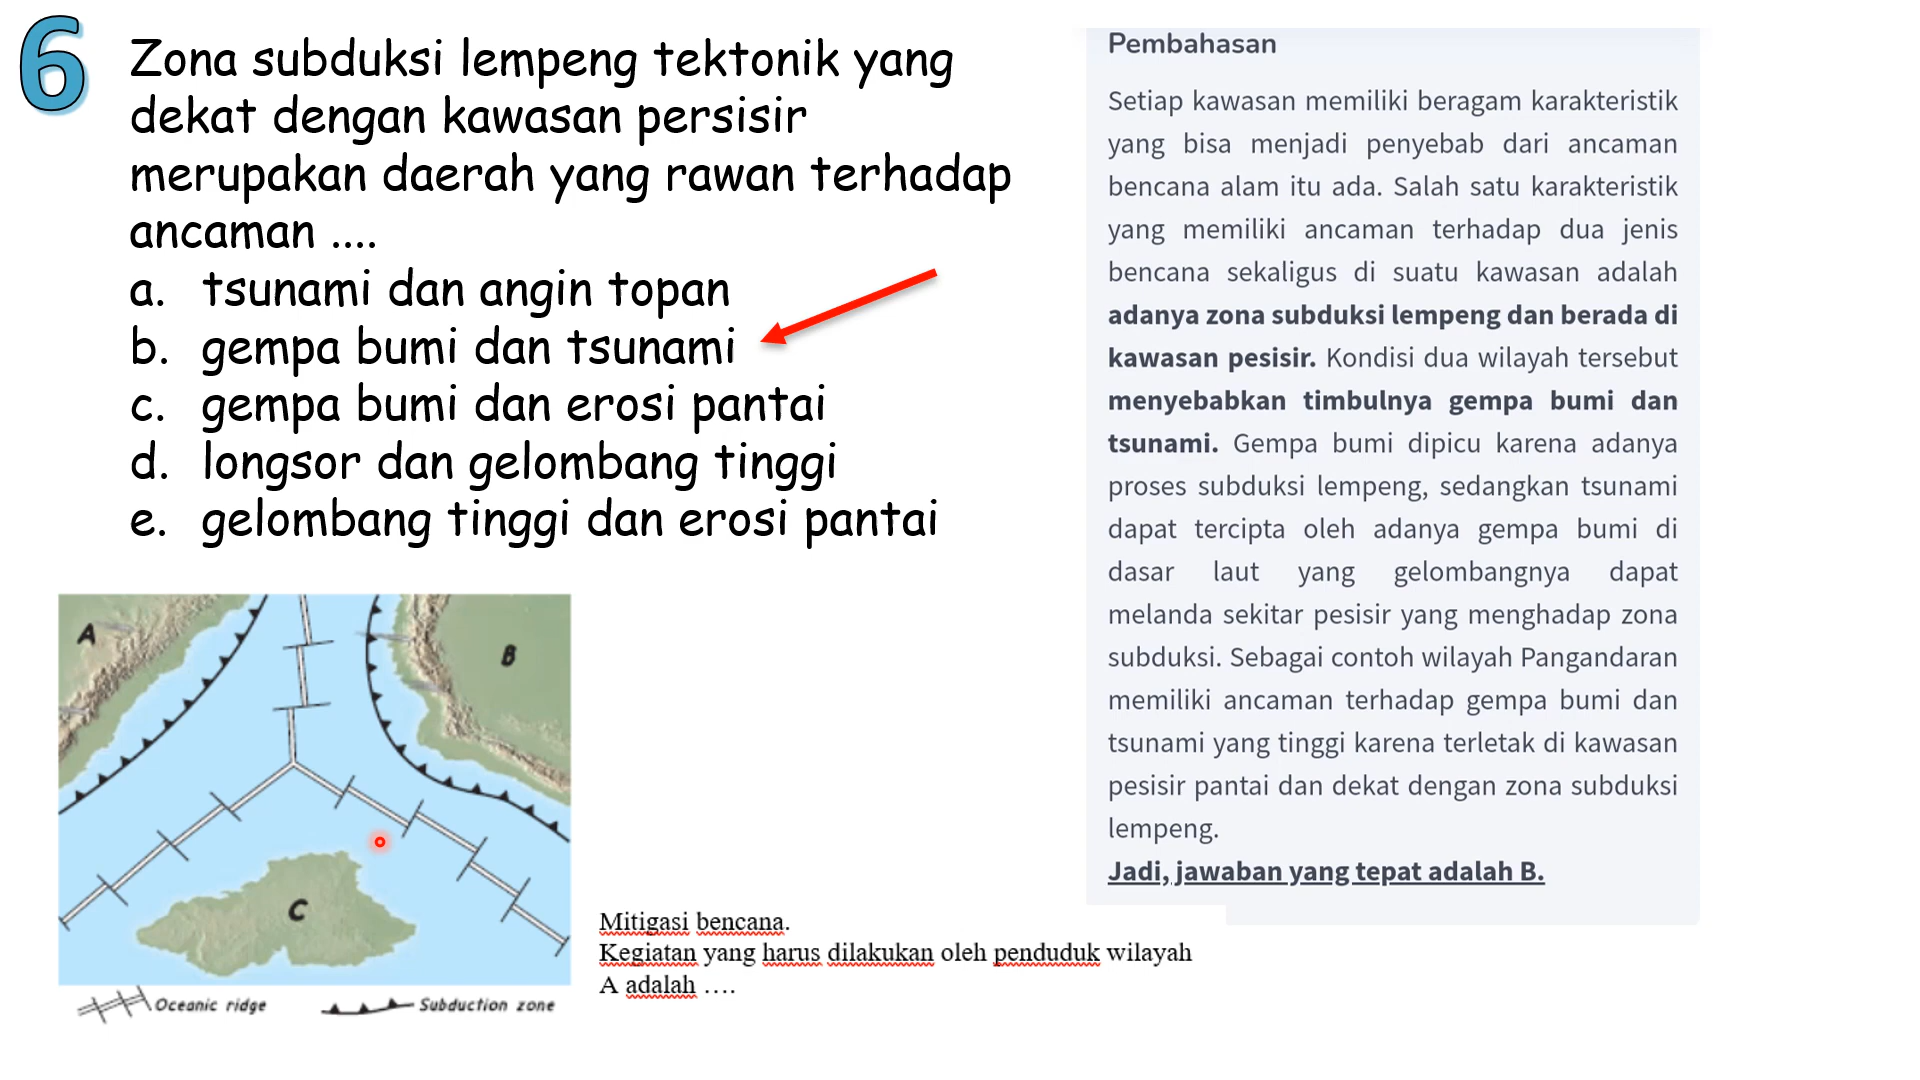 6
Zona subduksi lempeng tektonik yang
dekat dengan kawasan persisir
merupakan daerah yang rawan terhadap
ancaman ....
a. tsunami dan angin topan
b. gempa bumi dan tsunami
c. gempa bumi dan erosi pantai
d. longsor dan gelombang tinggi
e. gelombang tinggi dan erosi pantai
A
B
C
Oceanic ridge
Subduction zone
Mitigasi bencana.
Kegiatan yang harus dilakukan oleh penduduk wilayah
A adalah ....
Pembahasan
Setiap kawasan memiliki beragam karakteristik
yang bisa menjadi penyebab dari ancaman
bencana alam itu ada. Salah satu karakteristik
yang memiliki ancaman terhadap dua jenis
bencana sekaligus di suatu kawasan adalah
adanya zona subduksi lempeng dan berada di
kawasan pesisir. Kondisi dua wilayah tersebut
menyebabkan timbulnya gempa bumi dan
tsunami. Gempa bumi dipicu karena adanya
proses subduksi lempeng, sedangkan tsunami
dapat tercipta oleh adanya gempa bumi di
dasar laut yang gelombangnya dapat
melanda sekitar pesisir yang menghadap zona
subduksi. Sebagai contoh wilayah Pangandaran
memiliki ancaman terhadap gempa bumi dan
tsunami yang tinggi karena terletak di kawasan
pesisir pantai dan dekat dengan zona subduksi
lempeng.
Jadi, jawaban yang tepat adalah B.